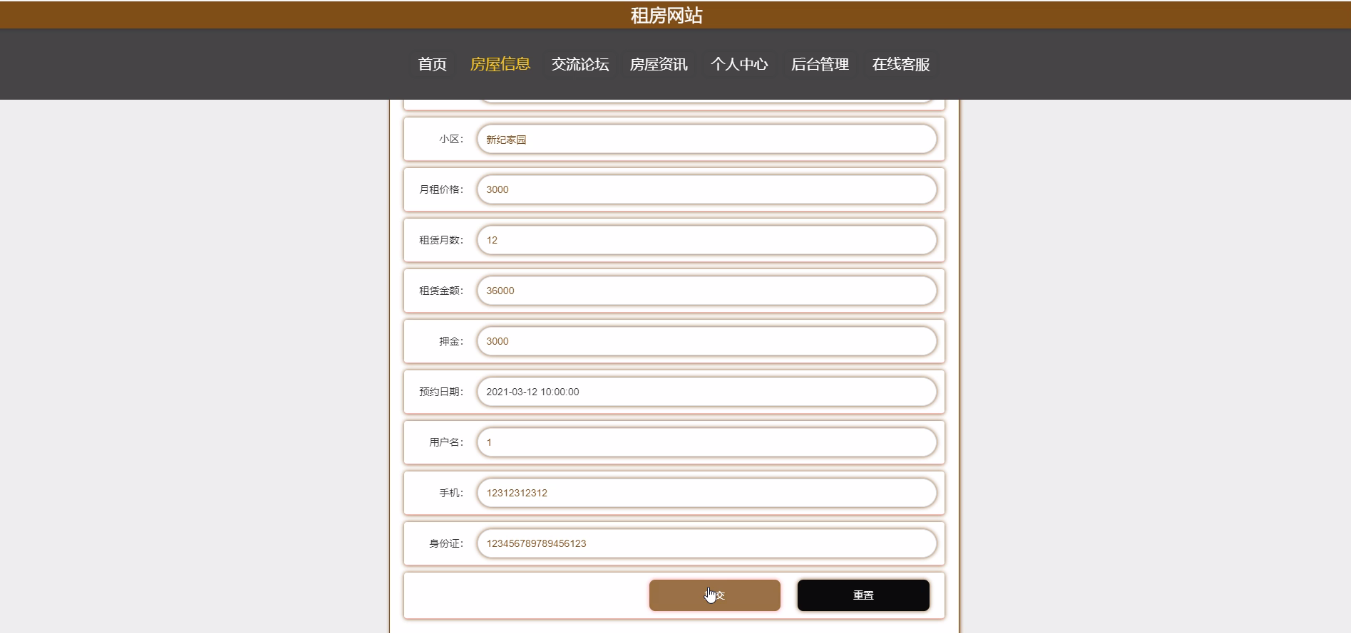 租房网站
首页 房屋信息 交流论坛 房屋资讯 个人中心 后台管理 在线客服
小区： 新纪家园
月租价格： 3000
租赁月数： 12
租赁金额： 36000
押金： 3000
预约日期： 2021-03-12 10:00:00
用户名： 1
手机： 12312312312
身份证： 123456789789456123
交 重置